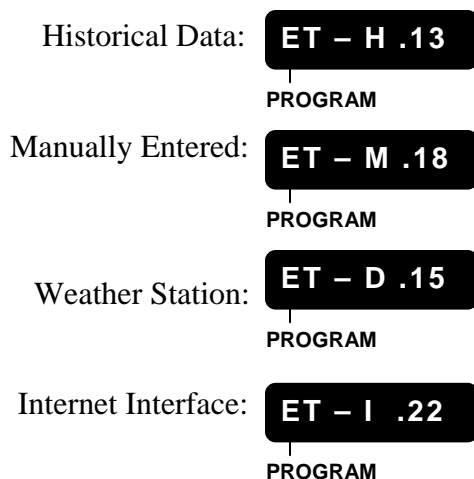 Historical Data: ET – H .13
PROGRAM
Manually Entered: ET – M .18
PROGRAM
Weather Station: ET – D .15
PROGRAM
Internet Interface: ET – I .22
PROGRAM